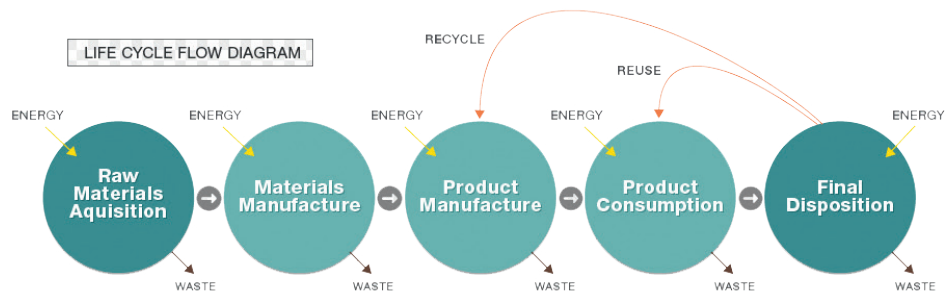 LIFE CYCLE FLOW DIAGRAM
RECYCLE
REUSE
ENERGY
ENERGY
ENERGY
ENERGY
ENERGY
Raw
Materials
Aquisition
Materials
Manufacture
Product
Manufacture
Product
Consumption
Final
Disposition
WASTE
WASTE
WASTE
WASTE
WASTE